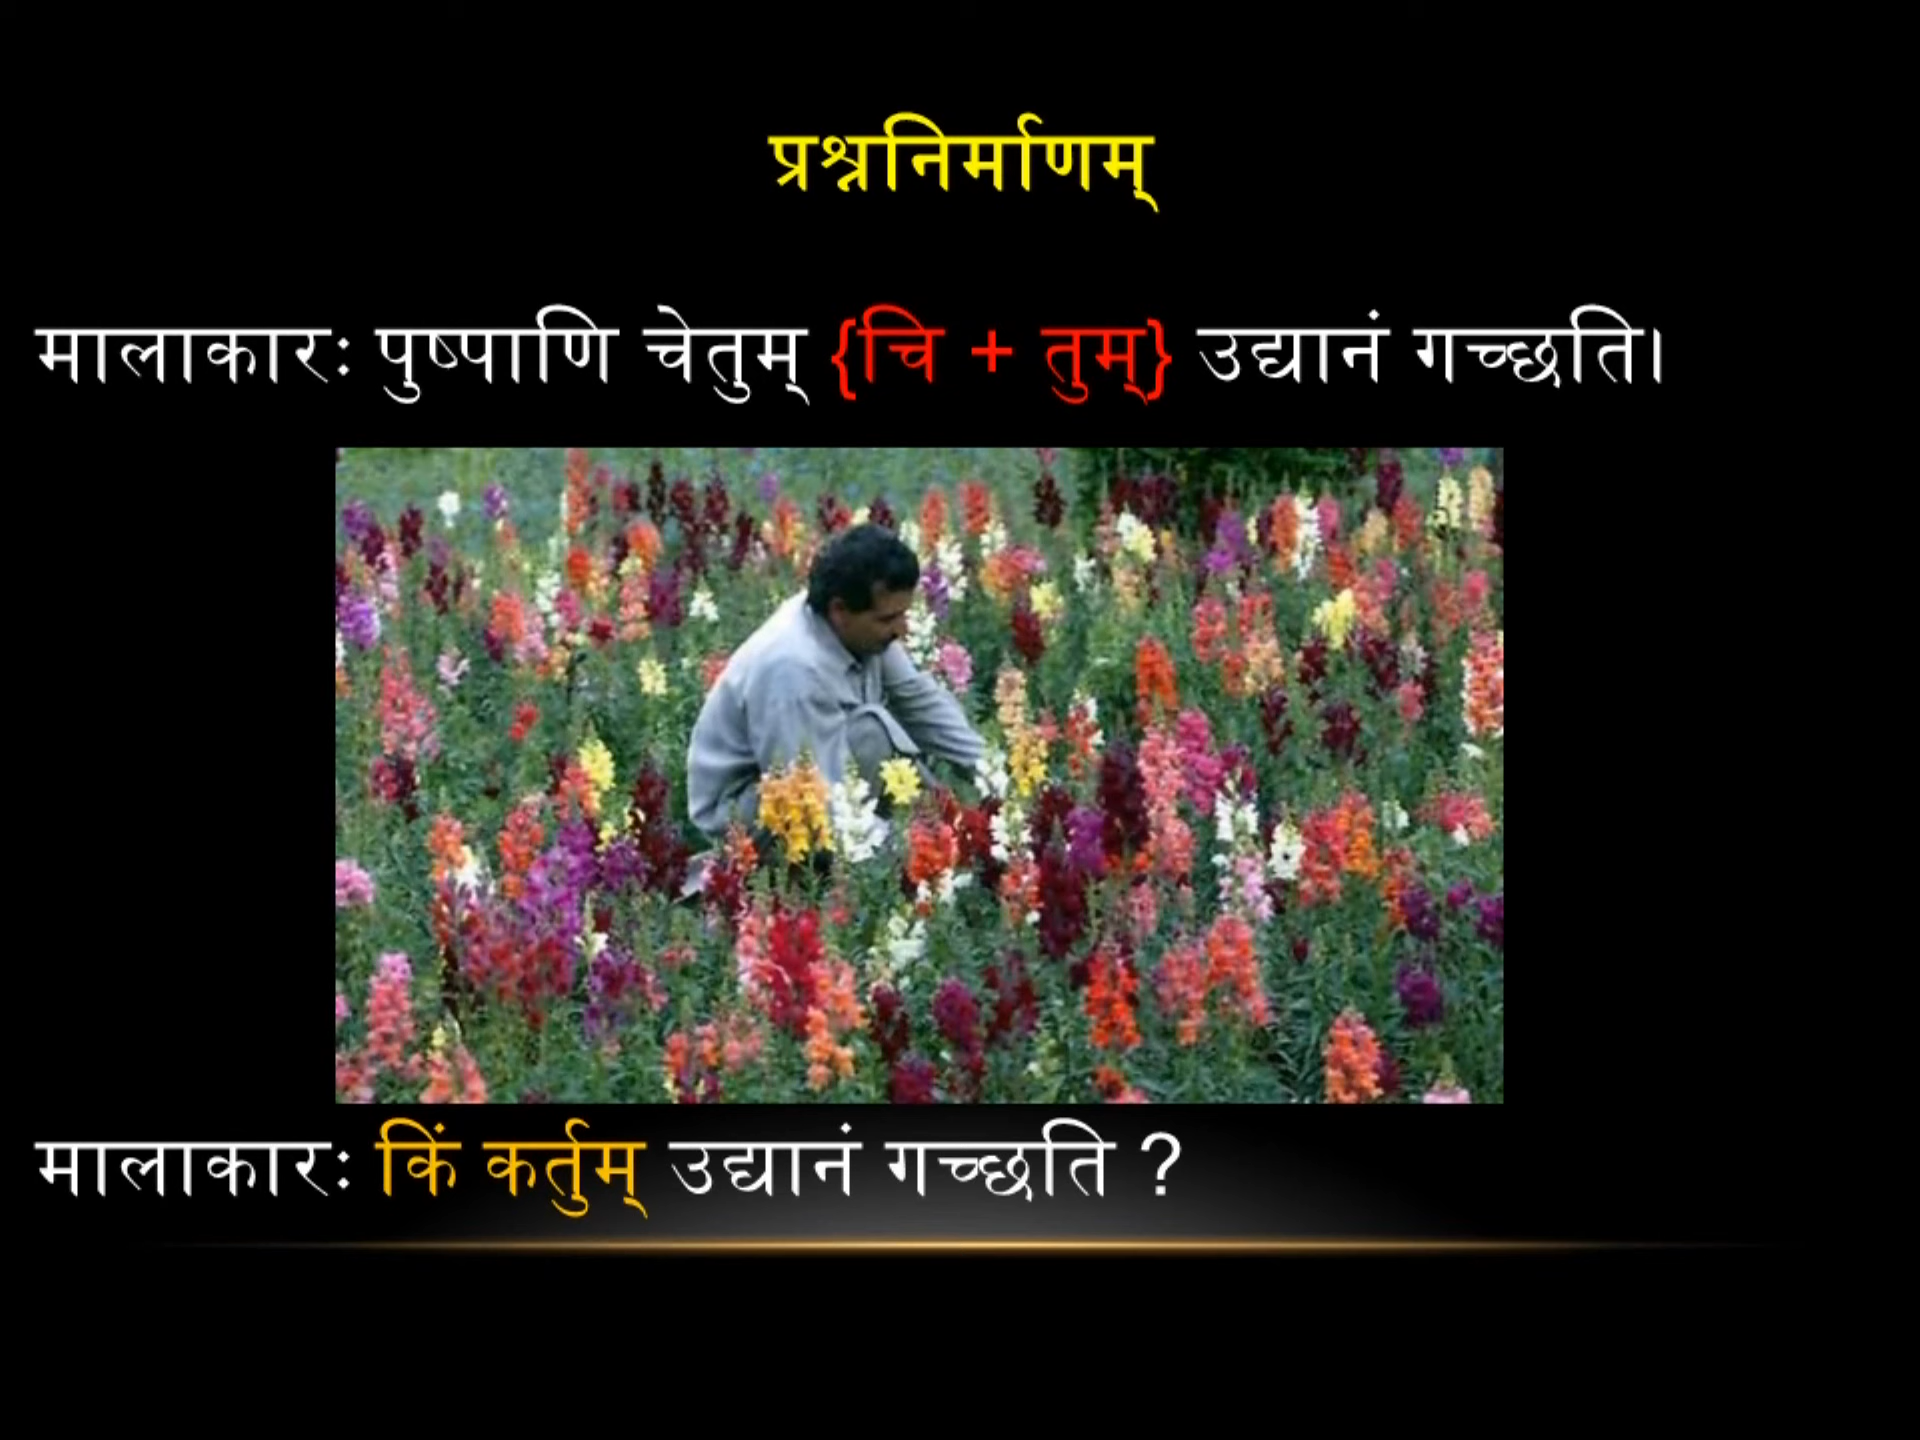 प्रश्ननिर्माणम्
मालाकारः पुष्पाणि चेतुम् {चि + तुम्} उद्यानं गच्छति।
मालाकारः किं कर्तुम् उद्यानं गच्छति ?